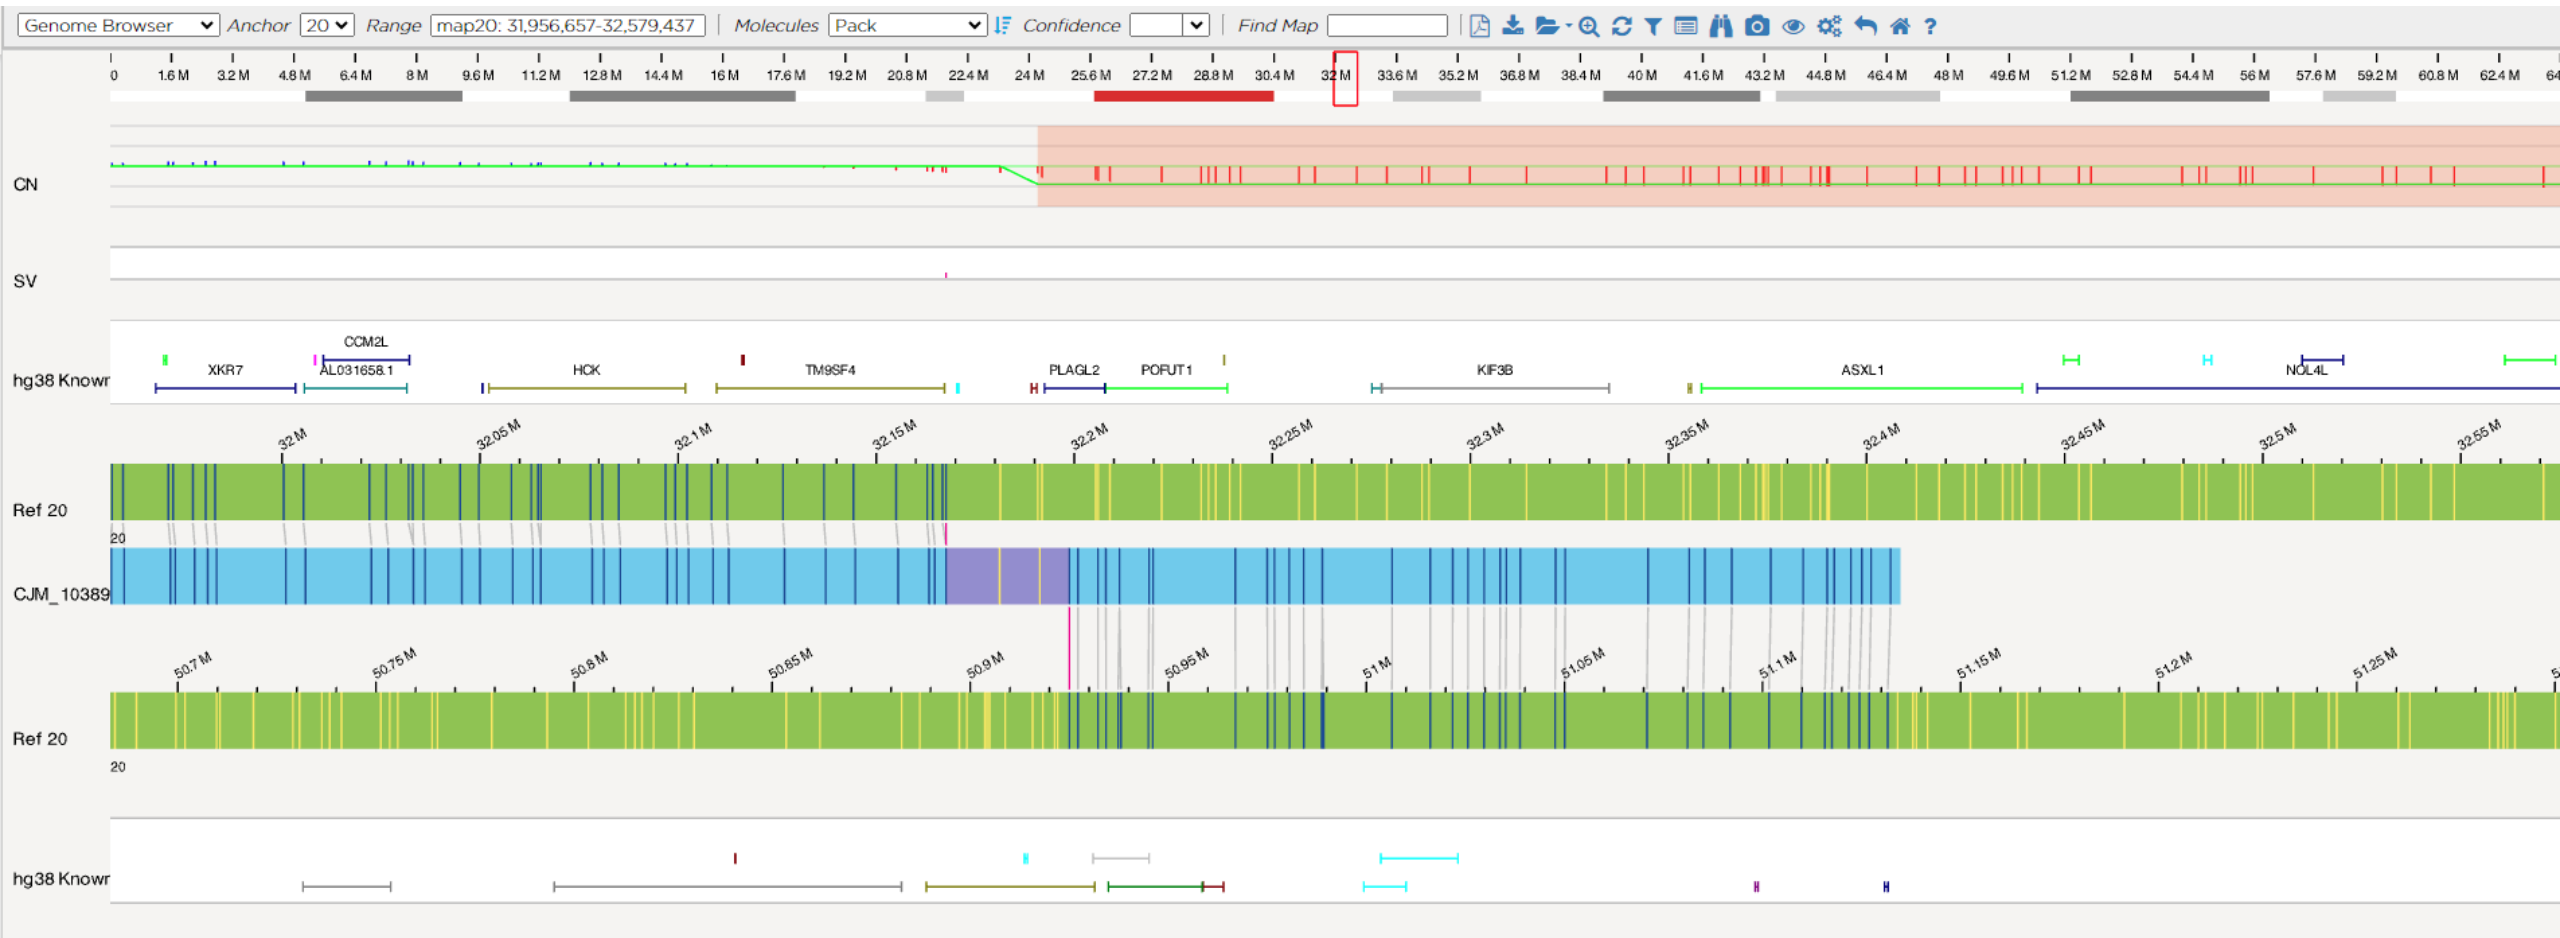 Genome Browser Anchor 20 Range map20: 31,956,657-32,579,437 Molecules Pack Confidence Find Map ?
0 1.6 M 3.2 M 4.8 M 6.4 M 8 M 9.6 M 11.2 M 12.8 M 14.4 M 16 M 17.6 M 19.2 M 20.8 M 22.4 M 24 M 25.6 M 27.2 M 28.8 M 30.4 M 32 M 33.6 M 35.2 M 36.8 M 38.4 M 40 M 41.6 M 43.2 M 44.8 M 46.4 M 48 M 49.6 M 51.2 M 52.8 M 54.4 M 56 M 57.6 M 59.2 M 60.8 M 62.4 M 64
CN
SV
CCM2L
hg38 Known XKR7 AL031658.1 HCK TM9SF4 PLAGL2 POFUT1 KIF3B ASXL1 NOL4L
32 M 32.05 M 32.1 M 32.15 M 32.2 M 32.25 M 32.3 M 32.35 M 32.4 M 32.45 M 32.5 M 32.55 M
Ref 20
20
CJM_10389
50.7 M 50.75 M 50.8 M 50.85 M 50.9 M 50.95 M 51 M 51.05 M 51.1 M 51.15 M 51.2 M 51.25 M
Ref 20
20
hg38 Known